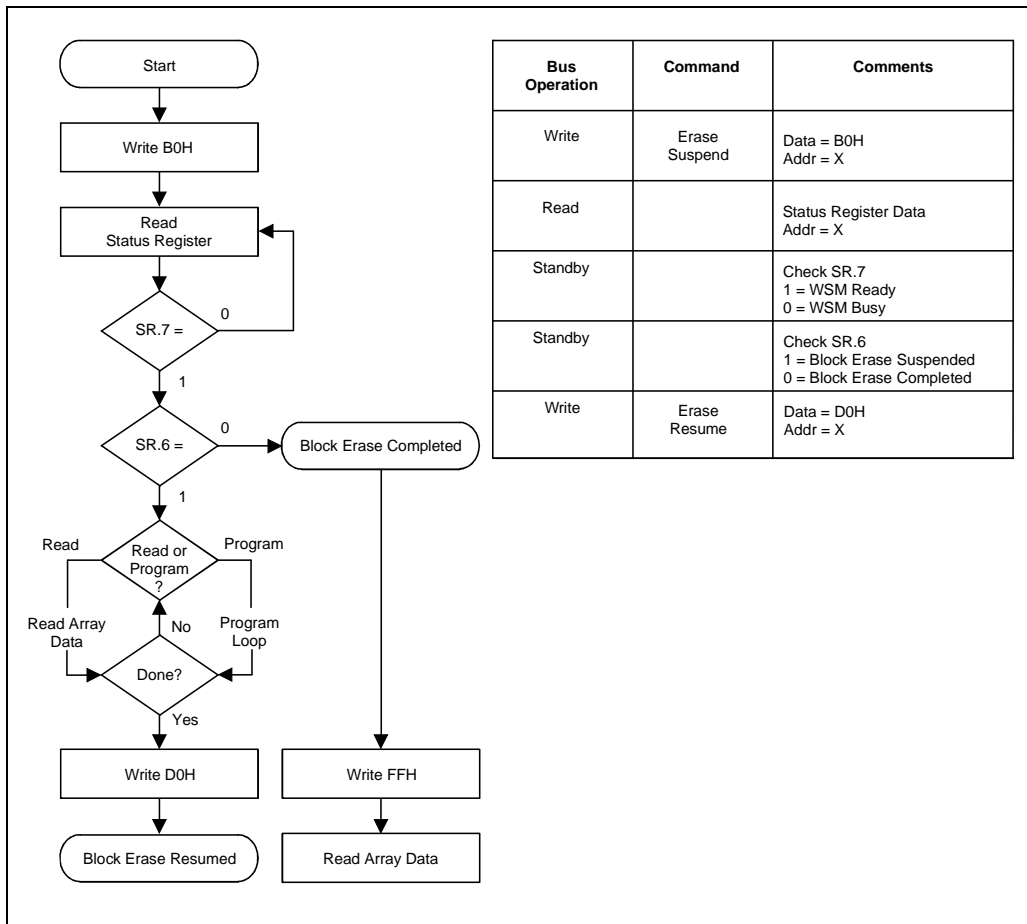 Start
Write B0H
Read
Status Register
SR.7 =
0
1
SR.6 =
0
Block Erase Completed
1
Read
Read or
Program
?
Program
Read Array
Data
No
Program
Loop
Done?
Yes
Write D0H
Write FFH
Block Erase Resumed
Read Array Data
Bus
Operation
Command
Comments
Write
Erase
Suspend
Data = B0H
Addr = X
Read
Status Register Data
Addr = X
Standby
Check SR.7
1 = WSM Ready
0 = WSM Busy
Standby
Check SR.6
1 = Block Erase Suspended
0 = Block Erase Completed
Write
Erase
Resume
Data = D0H
Addr = X